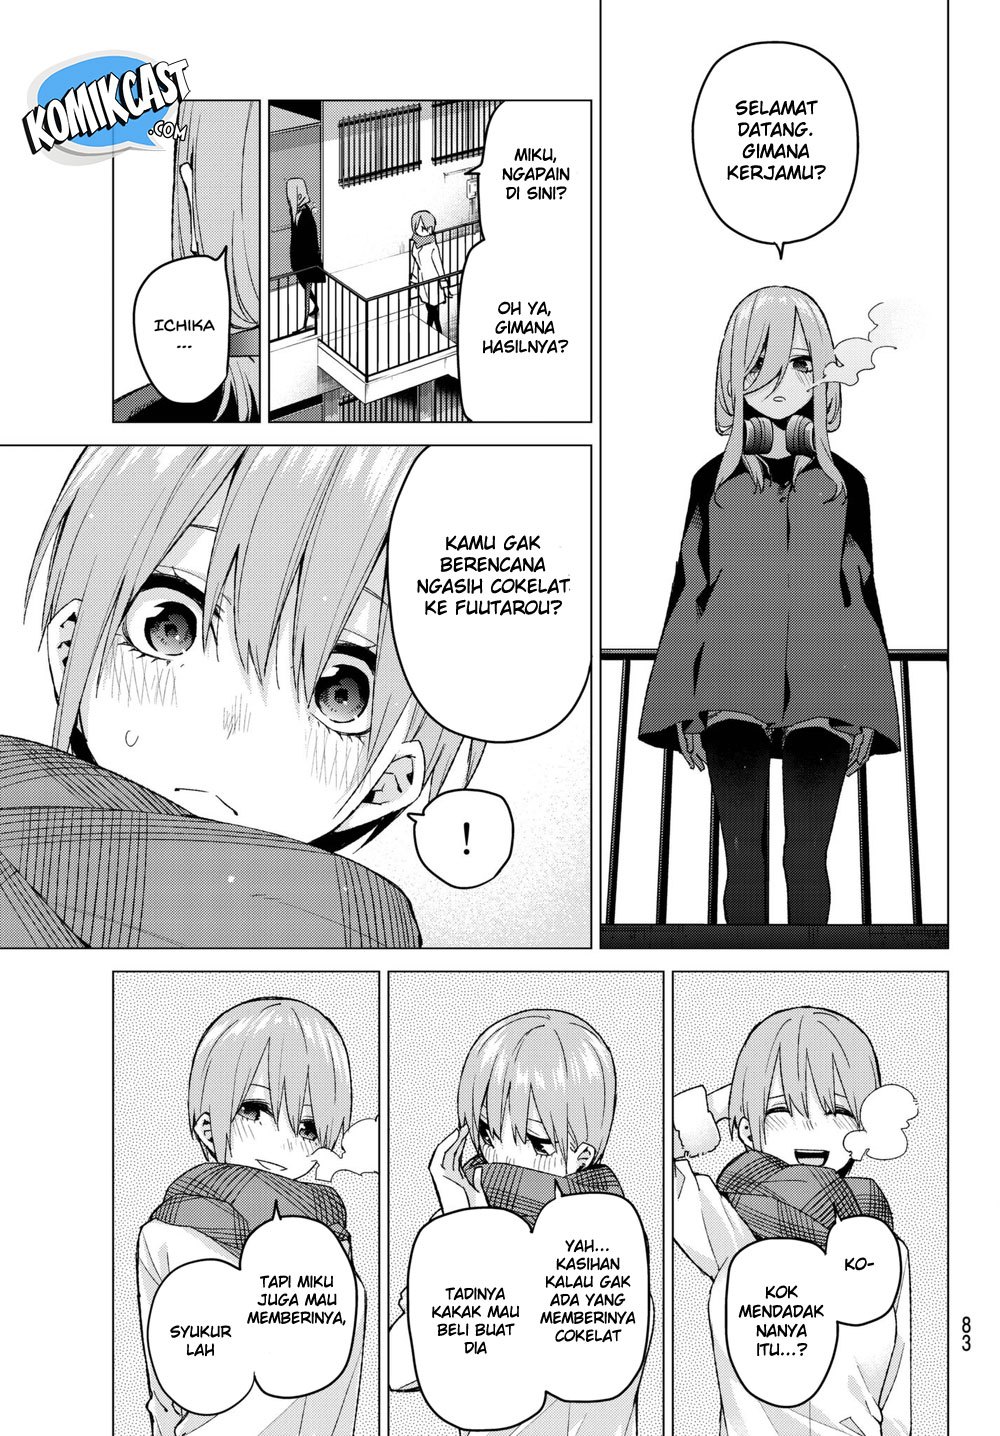 KOMIKCAST
.COM
SELAMAT
DATANG.
GIMANA
KERJAMU?
MIKU,
NGAPAIN
DI SINI?
OH YA,
GIMANA
HASILNYA?
ICHIKA
...
KAMU GAK
BERENCANA
NGASIH COKELAT
KE FUUTAROU?
!
KO-
KOK
MENDADAK
NANYA
ITU...?
YAH...
KASIHAN
KALAU GAK
ADA YANG
MEMBERINYA
COKELAT
TADINYA
KAKAK MAU
BELI BUAT
DIA
TAPI MIKU
JUGA MAU
MEMBERINYA,
SYUKUR
LAH
83